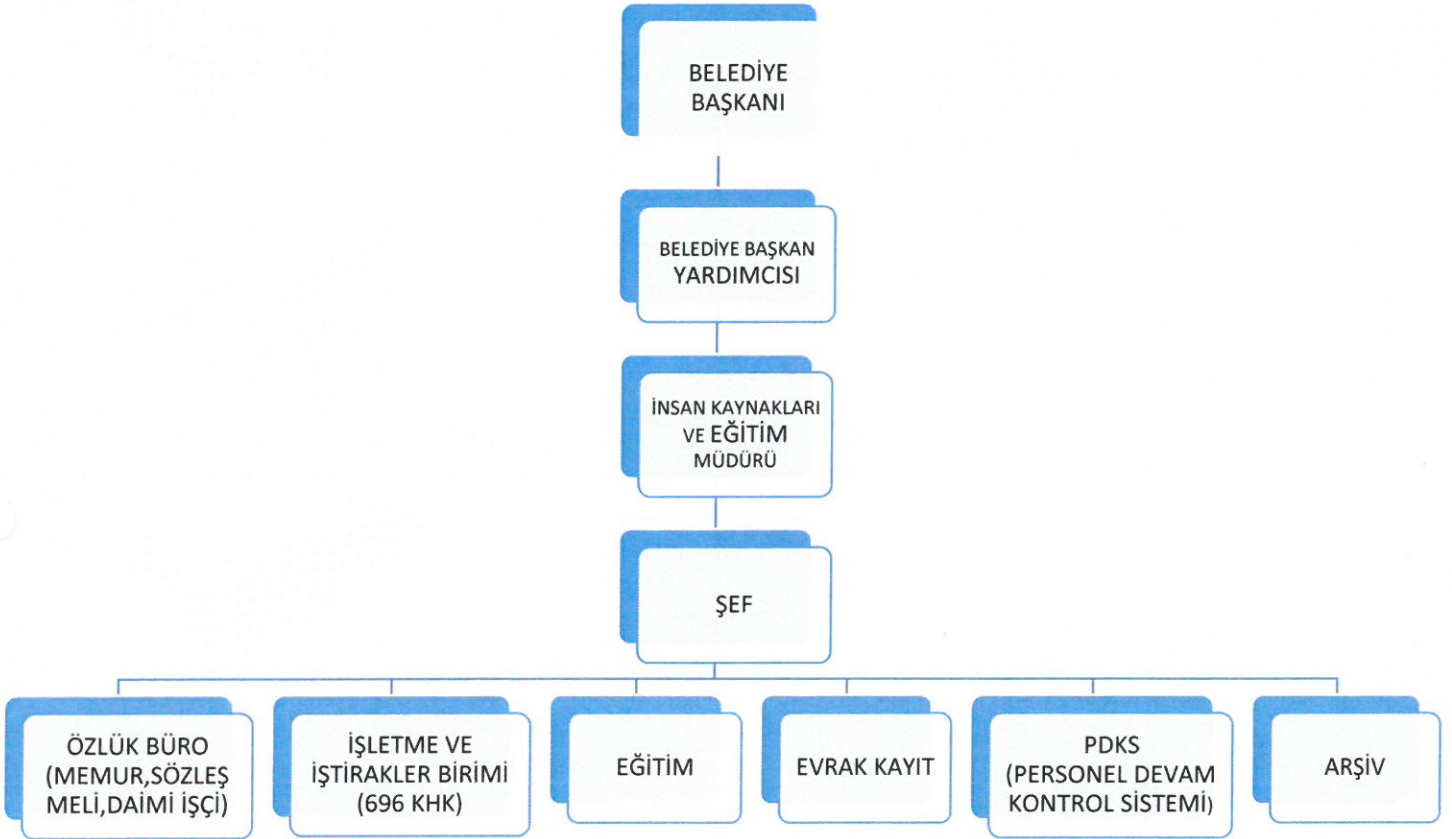 BELEDİYE
BAŞKANI
BELEDİYE BAŞKAN
YARDIMCISI
İNSAN KAYNAKLARI
VE EĞİTİM
MÜDÜRÜ
ŞEF
ÖZLÜK BÜRO
(MEMUR,SÖZLEŞ
MELİ,DAİMİ İŞÇİ)
İŞLETME VE
İŞTİRAKLER BİRİMİ
(696 KHK)
EĞİTİM
EVRAK KAYIT
PDKS
(PERSONEL DEVAM
KONTROL SİSTEMİ)
ARŞİV